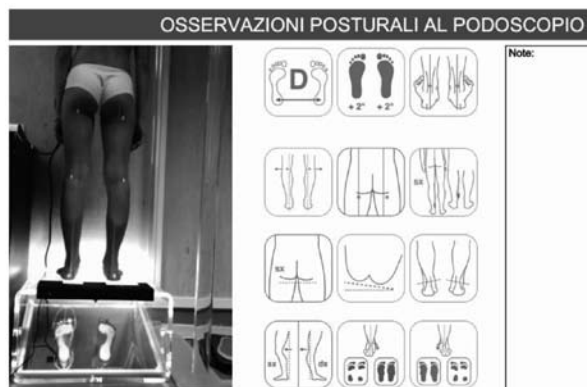 OSSERVAZIONI POSTURALI AL PODOSCOPIO
Note:
D
+ 2° + 2°
SX
SX
sx dx